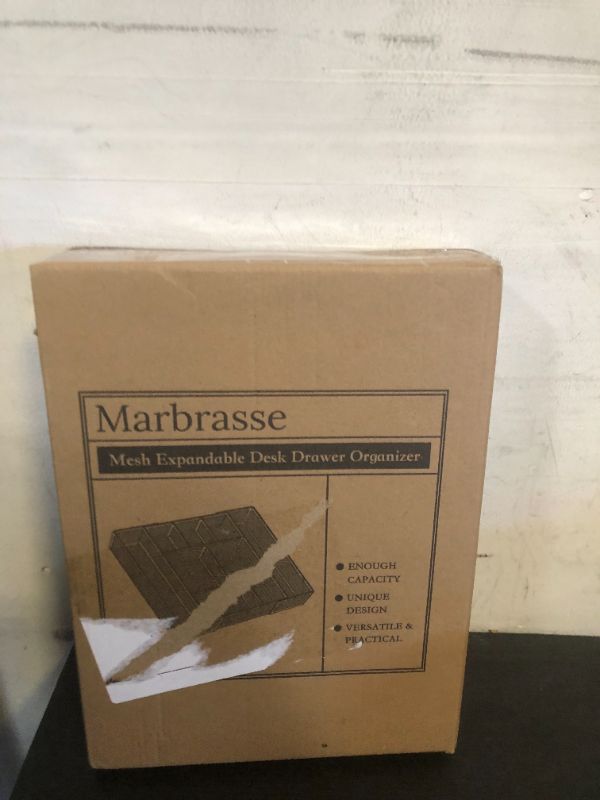 Marbrasse
Mesh Expandable Desk Drawer Organizer
ENOUGH
CAPACITY
UNIQUE
DESIGN
VERSATILE &
PRACTICAL